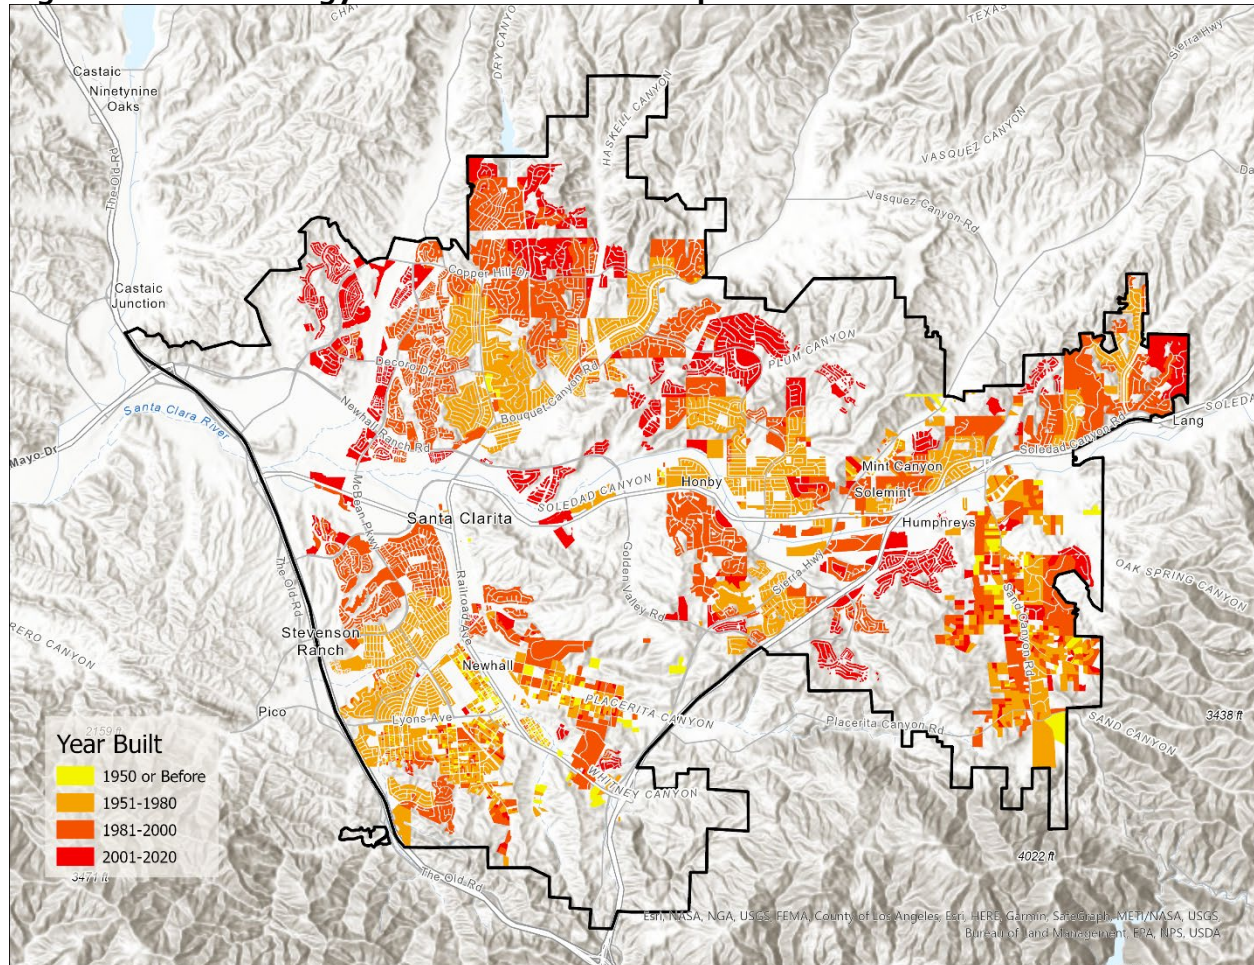 CASTAIC
Castaic
Ninetynine
Oaks
The Old Rd
DRY CANYON
HASKELL CANYON
Sierra Hwy
VASQUEZ CANYON
Vasquez Canyon Rd
Castaic
Junction
Copper Hill Dr
Decoro Dr
PLUM CANYON
Santa Clara River
Newhall Ranch Rd
Bouquet Canyon Rd
Mayo Dr
Lang
Soledad Canyon Rd
Mint Canyon
Honby
Solemint
SOLEDAD CANYON
McBean Pkwy
Santa Clarita
Humphreys
The Old Rd
Railroad Ave
Golden Valley Rd
Sierra Hwy
OAK SPRING CANYON
Sand Canyon Rd
Stevenson
Ranch
Newhall
Pico
Lyons Ave
PLACERITA CANYON
Placerita Canyon Rd
SAND CANYON
3438 ft
2159 ft
WHITNEY CANYON
Year Built
1950 or Before
1951-1980
1981-2000
2001-2020
3471 ft
The Old Rd
4022 ft
Esri, NASA, NGA, USGS, FEMA, County of Los Angeles, Esri, HERE, Garmin, SafeGraph, METI/NASA, USGS,
Bureau of Land Management, EPA, NPS, USDA